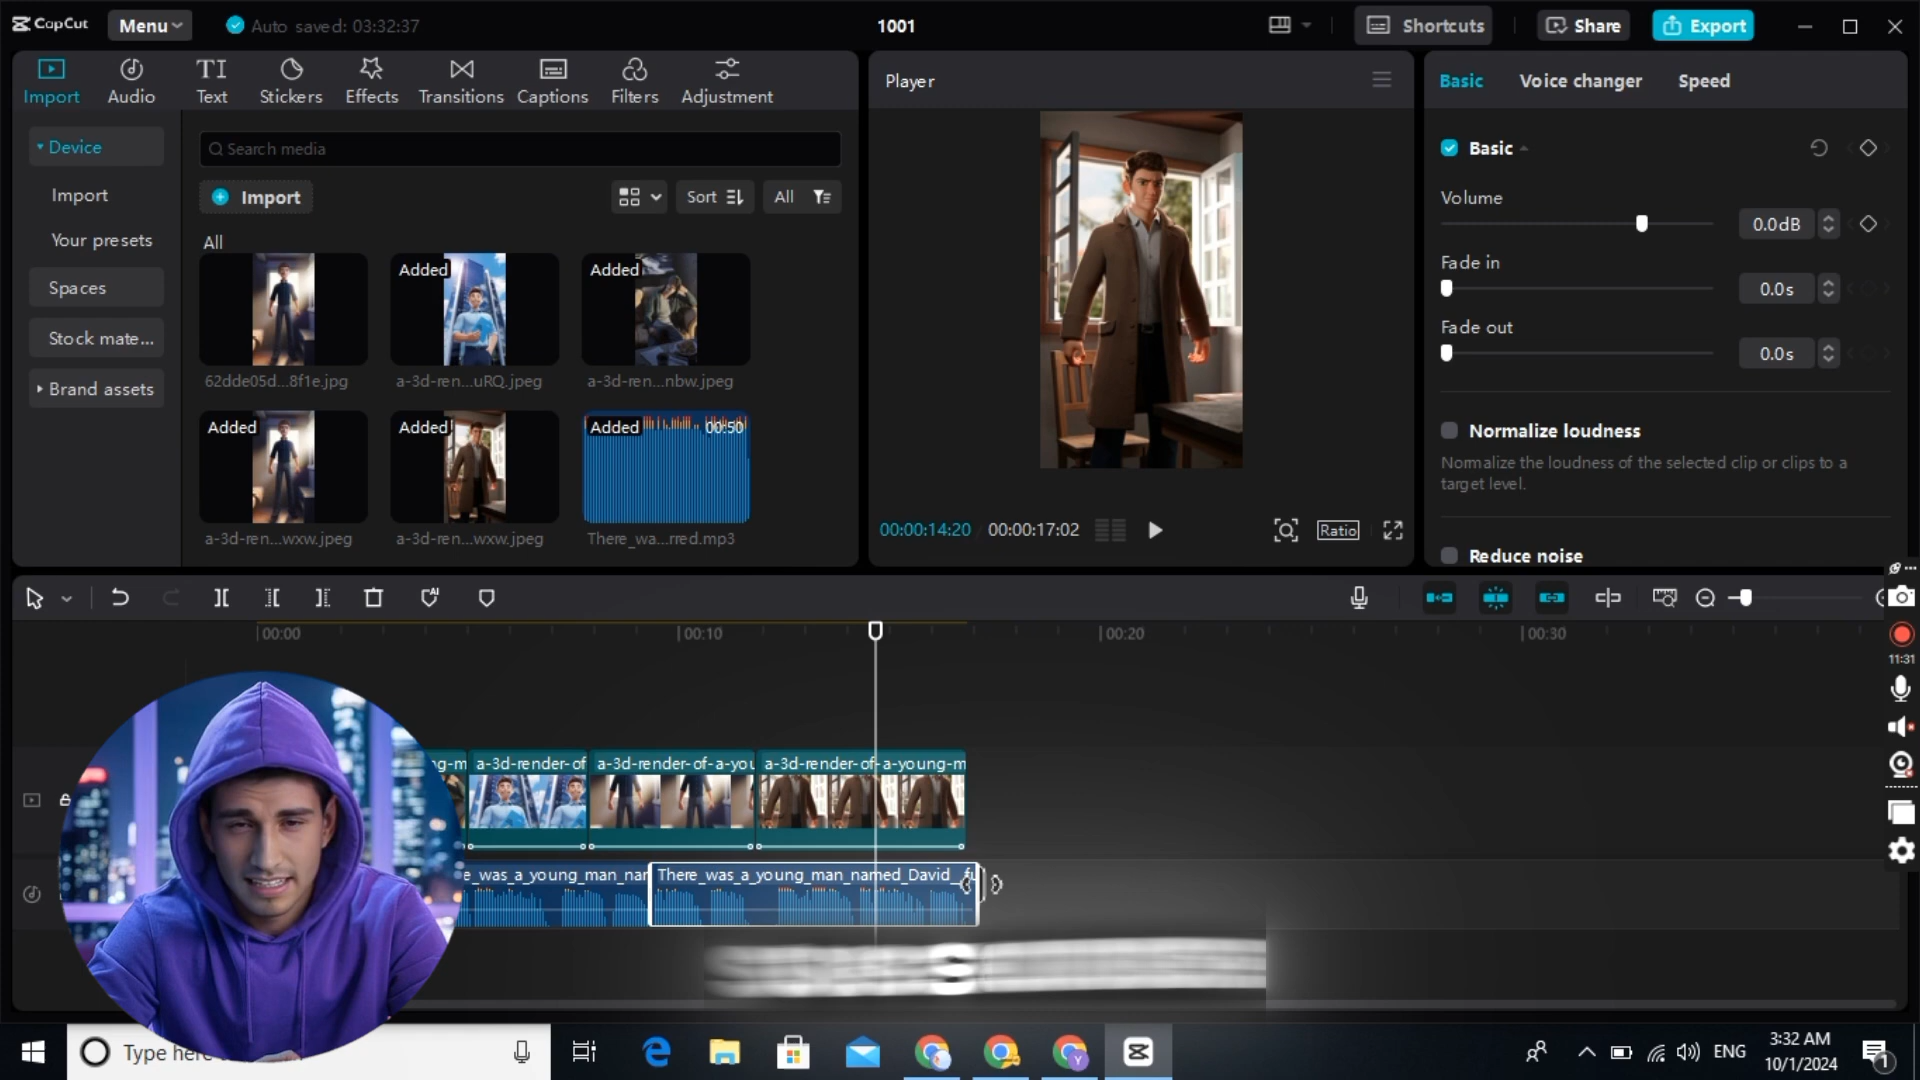 CapCut
Menu
Auto saved: 03:32:37
1001
Shortcuts
Share
Export
Import
Audio
Text
Stickers
Effects
Transitions
Captions
Filters
Adjustment
Player
Basic
Voice changer
Speed
Device
Import
Your presets
Spaces
Stock mate...
Brand assets
Search media
Import
Sort
All
All
Added
Added
62dde05d...8f1e.jpg
a-3d-ren...uRQ.jpeg
a-3d-ren...nbw.jpeg
Added
Added
Added
00:50
a-3d-ren...wxw.jpeg
a-3d-ren...wxw.jpeg
There_wa...rred.mp3
00:00:14:20
00:00:17:02
Ratio
Basic
Volume
0.0dB
Fade in
0.0s
Fade out
0.0s
Normalize loudness
Normalize the loudness of the selected clip or clips to a
target level.
Reduce noise
00:00
00:10
00:20
00:30
11:31
ng-m
a-3d-render-of
a-3d-render-of-a-you
a-3d-render-of-a-young-m
e_was_a_young_man_nar
There_was_a_young_man_named_David_
Type here
ENG
3:32 AM
10/1/2024
1